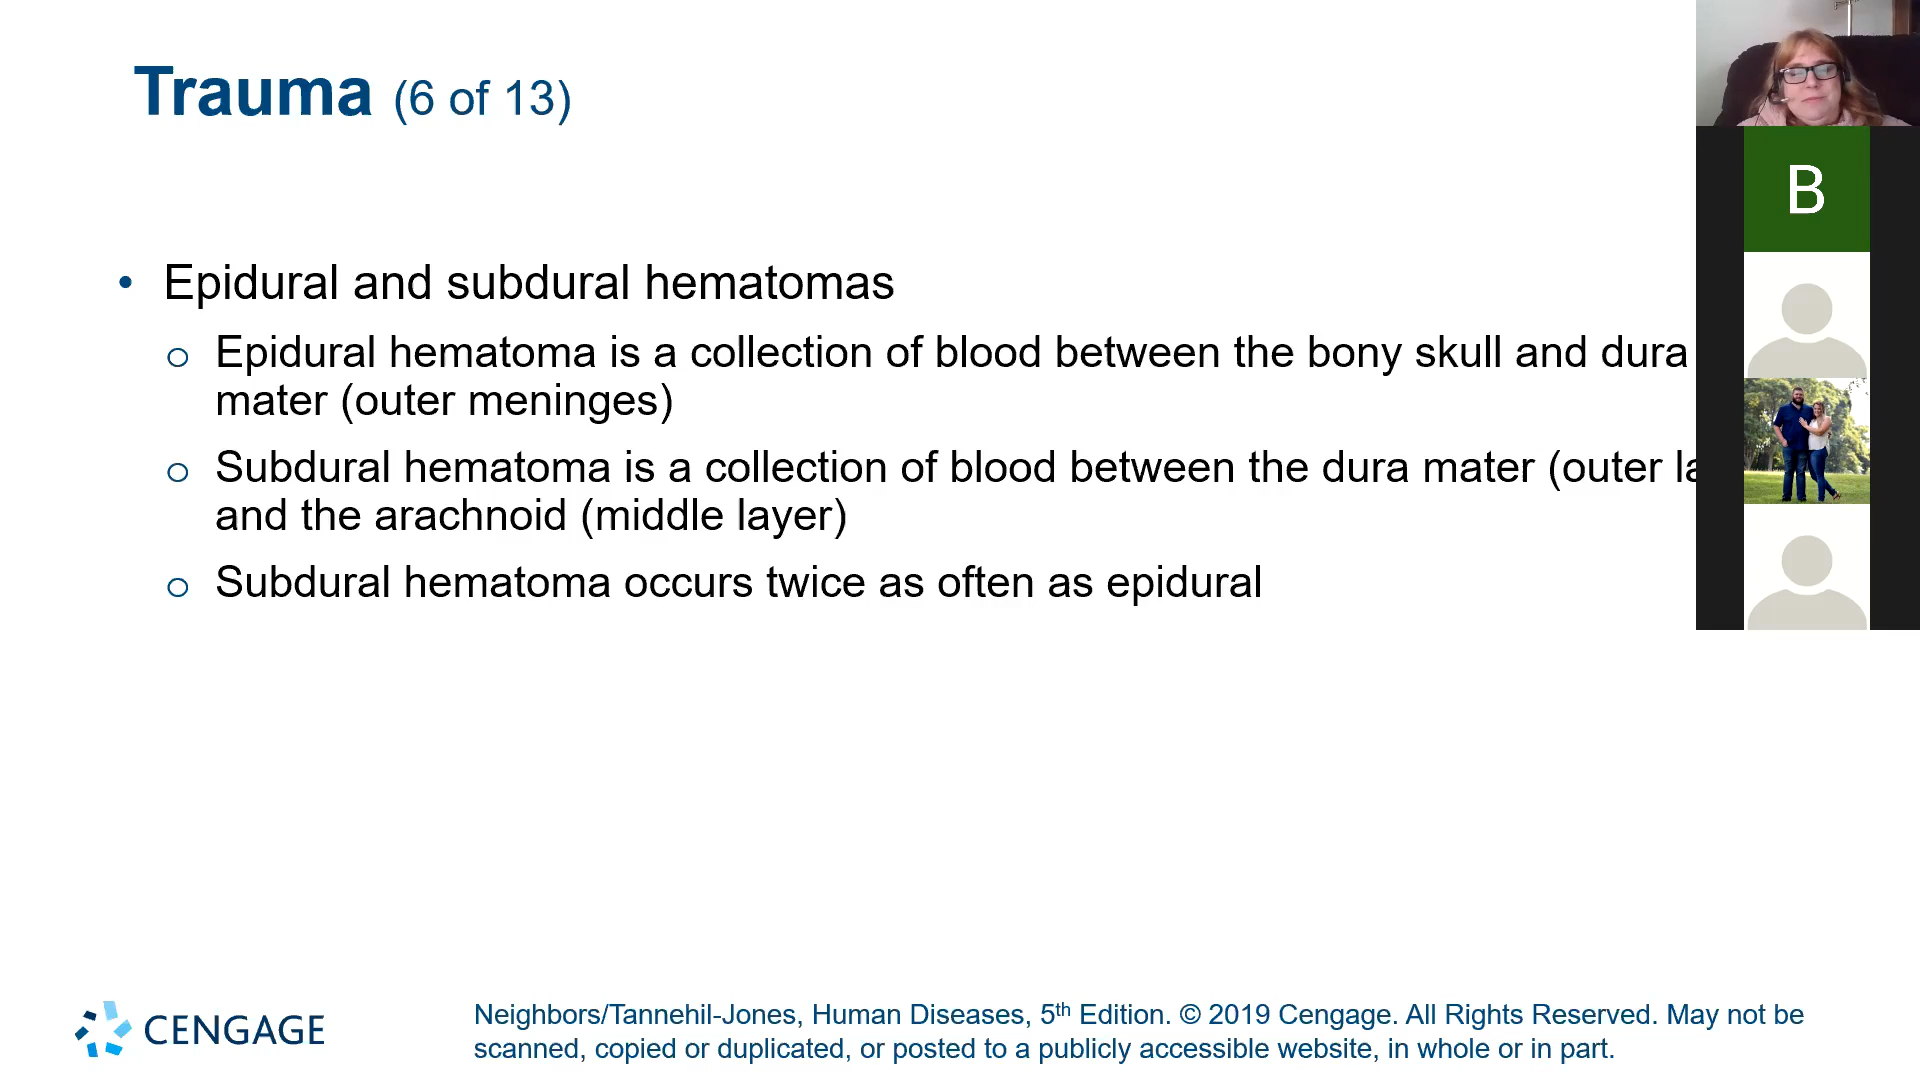 Trauma (6 of 13)
B
• Epidural and subdural hematomas
o Epidural hematoma is a collection of blood between the bony skull and dura
mater (outer meninges)
o Subdural hematoma is a collection of blood between the dura mater (outer la
and the arachnoid (middle layer)
o Subdural hematoma occurs twice as often as epidural
CENGAGE
Neighbors/Tannehil-Jones, Human Diseases, 5th Edition. © 2019 Cengage. All Rights Reserved. May not be
scanned, copied or duplicated, or posted to a publicly accessible website, in whole or in part.